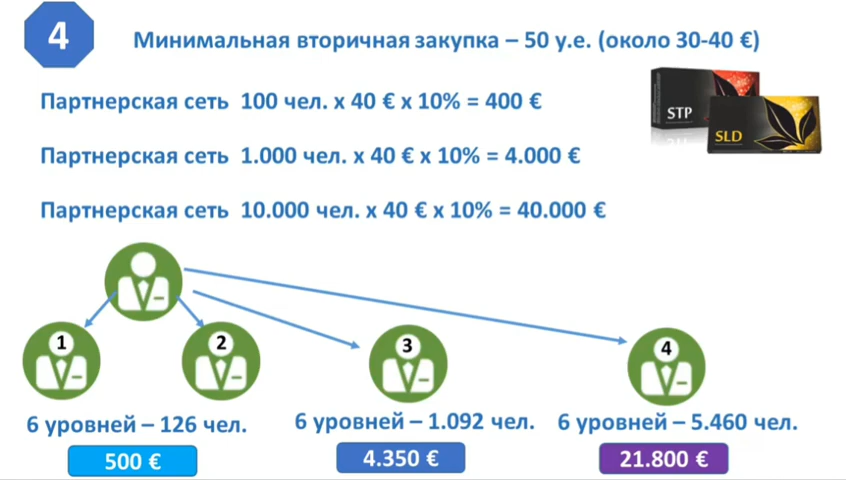 4
Минимальная вторичная закупка – 50 у.е. (около 30-40 €)
Партнерская сеть 100 чел. х 40 € х 10% = 400 €
STP
SLD
Партнерская сеть 1.000 чел. х 40 € х 10% = 4.000 €
Партнерская сеть 10.000 чел. х 40 € х 10% = 40.000 €
1
2
3
4
6 уровней – 126 чел.
6 уровней – 1.092 чел.
6 уровней – 5.460 чел.
500 €
4.350 €
21.800 €